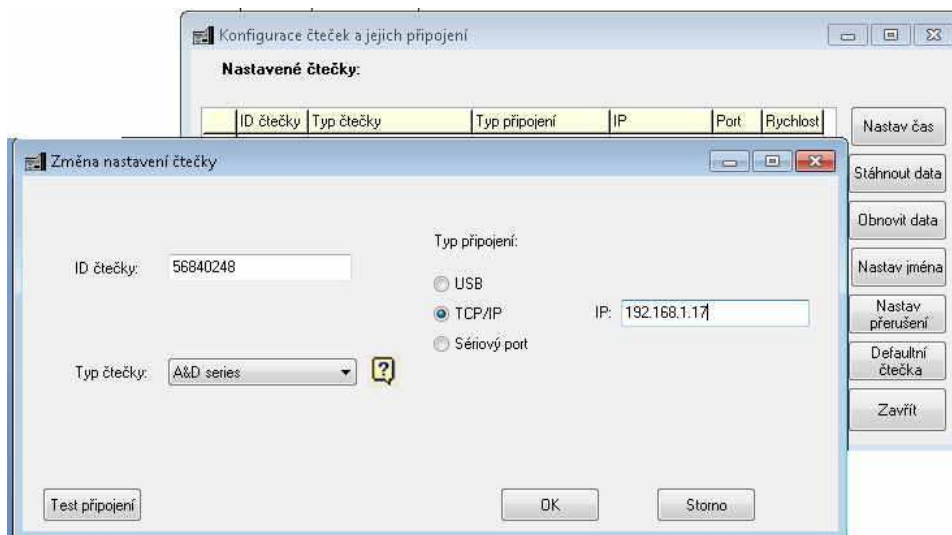 Konfigurace čteček a jejich připojení
Nastavené čtečky:
ID čtečky Typ čtečky Typ připojení IP Port Rychlost
Nastav čas
Stáhnout data
Obnovit data
Nastav jména
Nastav
přerušení
Defaultní
čtečka
Zavřít
Změna nastavení čtečky
Typ připojení:
ID čtečky: 56840248
USB
TCP/IP IP: 192.168.1.17
Sériový port
Typ čtečky: A&D series ?
Test připojení OK Storno